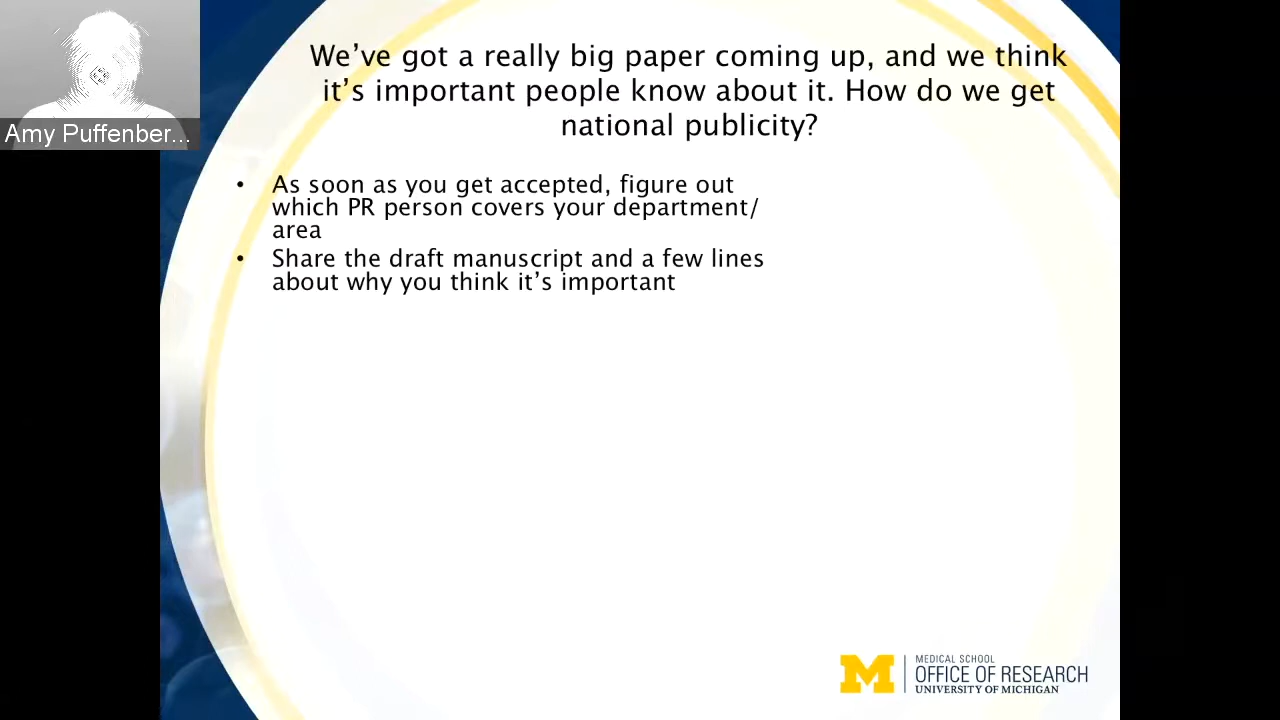 Amy Puffenber...
We've got a really big paper coming up, and we think
it's important people know about it. How do we get
national publicity?
• As soon as you get accepted, figure out
which PR person covers your department/
area
• Share the draft manuscript and a few lines
about why you think it's important
M
MEDICAL SCHOOL
OFFICE OF RESEARCH
UNIVERSITY OF MICHIGAN